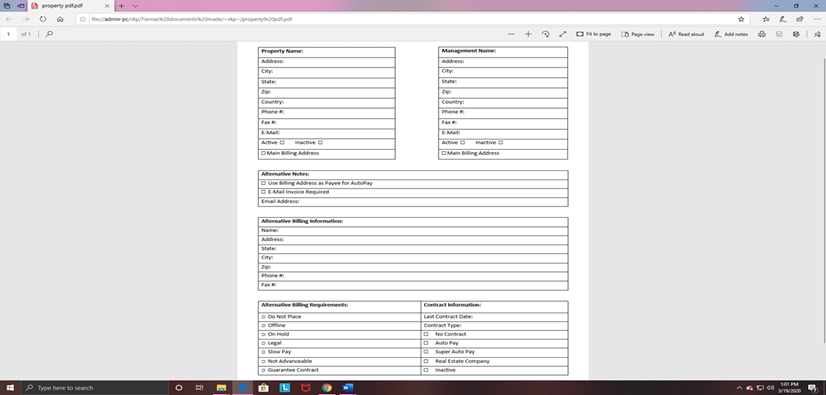 property pdf.pdf
file://admin-pc/vkp/Tierrias%20documents%20made/~vkp~/property%20pdf.pdf
1 of 1
Fit to page
Page view
Read aloud
Add notes
Property Name:
Address:
City:
State:
Zip:
Country:
Phone #:
Fax #:
E-Mail:
Active Inactive
Main Billing Address
Management Name:
Address:
City:
State:
Zip:
Country:
Phone #:
Fax #:
E-Mail:
Active Inactive
Main Billing Address
Alternative Notes:
Use Billing Address as Payee for AutoPay
E-Mail Invoice Required
Email Address:
Alternative Billing Information:
Name:
Address:
State:
City:
Zip:
Phone #:
Fax #:
Alternative Billing Requirements:
Do Not Place
Offline
On Hold
Legal
Slow Pay
Not Advanceable
Guarantee Contract
Contract Information:
Last Contract Date:
Contract Type:
No Contract
Auto Pay
Super Auto Pay
Real Estate Company
Inactive
Type here to search
1:01 PM
3/19/2020